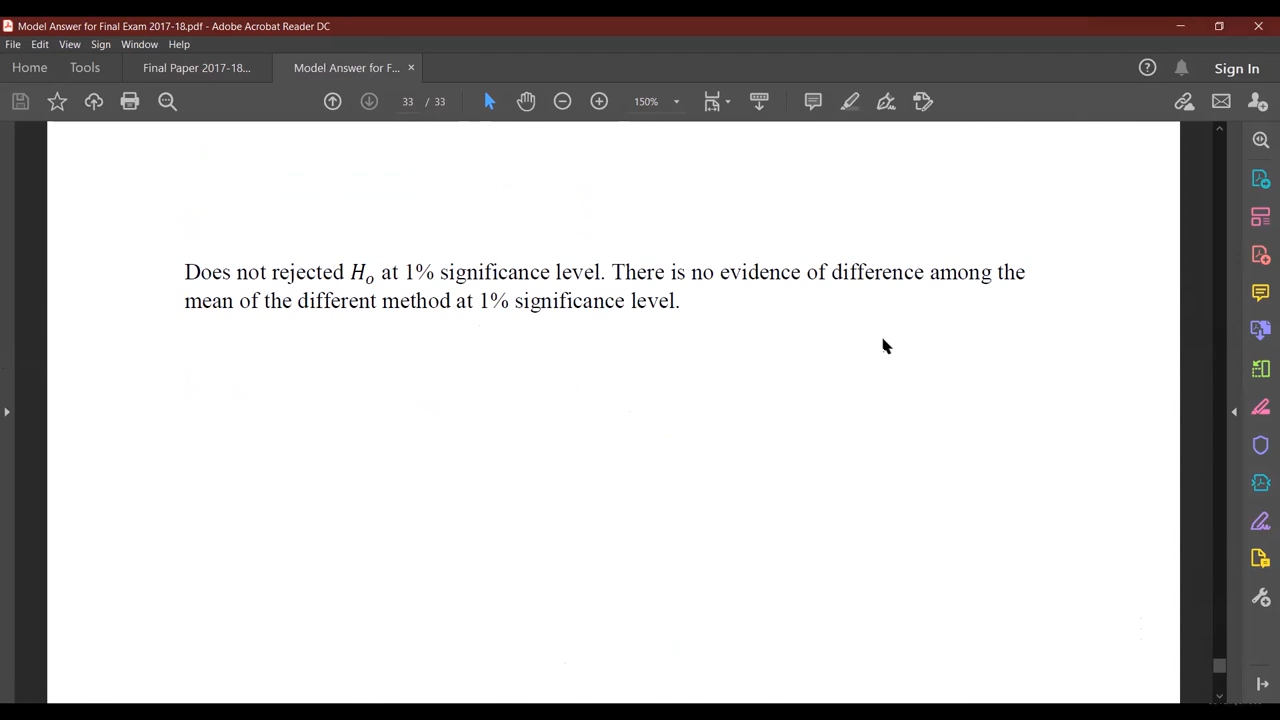 Model Answer for Final Exam 2017-18.pdf - Adobe Acrobat Reader DC
File Edit View Sign Window Help
Home Tools Final Paper 2017-18... Model Answer for F... ×
Sign In
33 / 33 150%
Does not rejected Hₒ at 1% significance level. There is no evidence of difference among the
mean of the different method at 1% significance level.